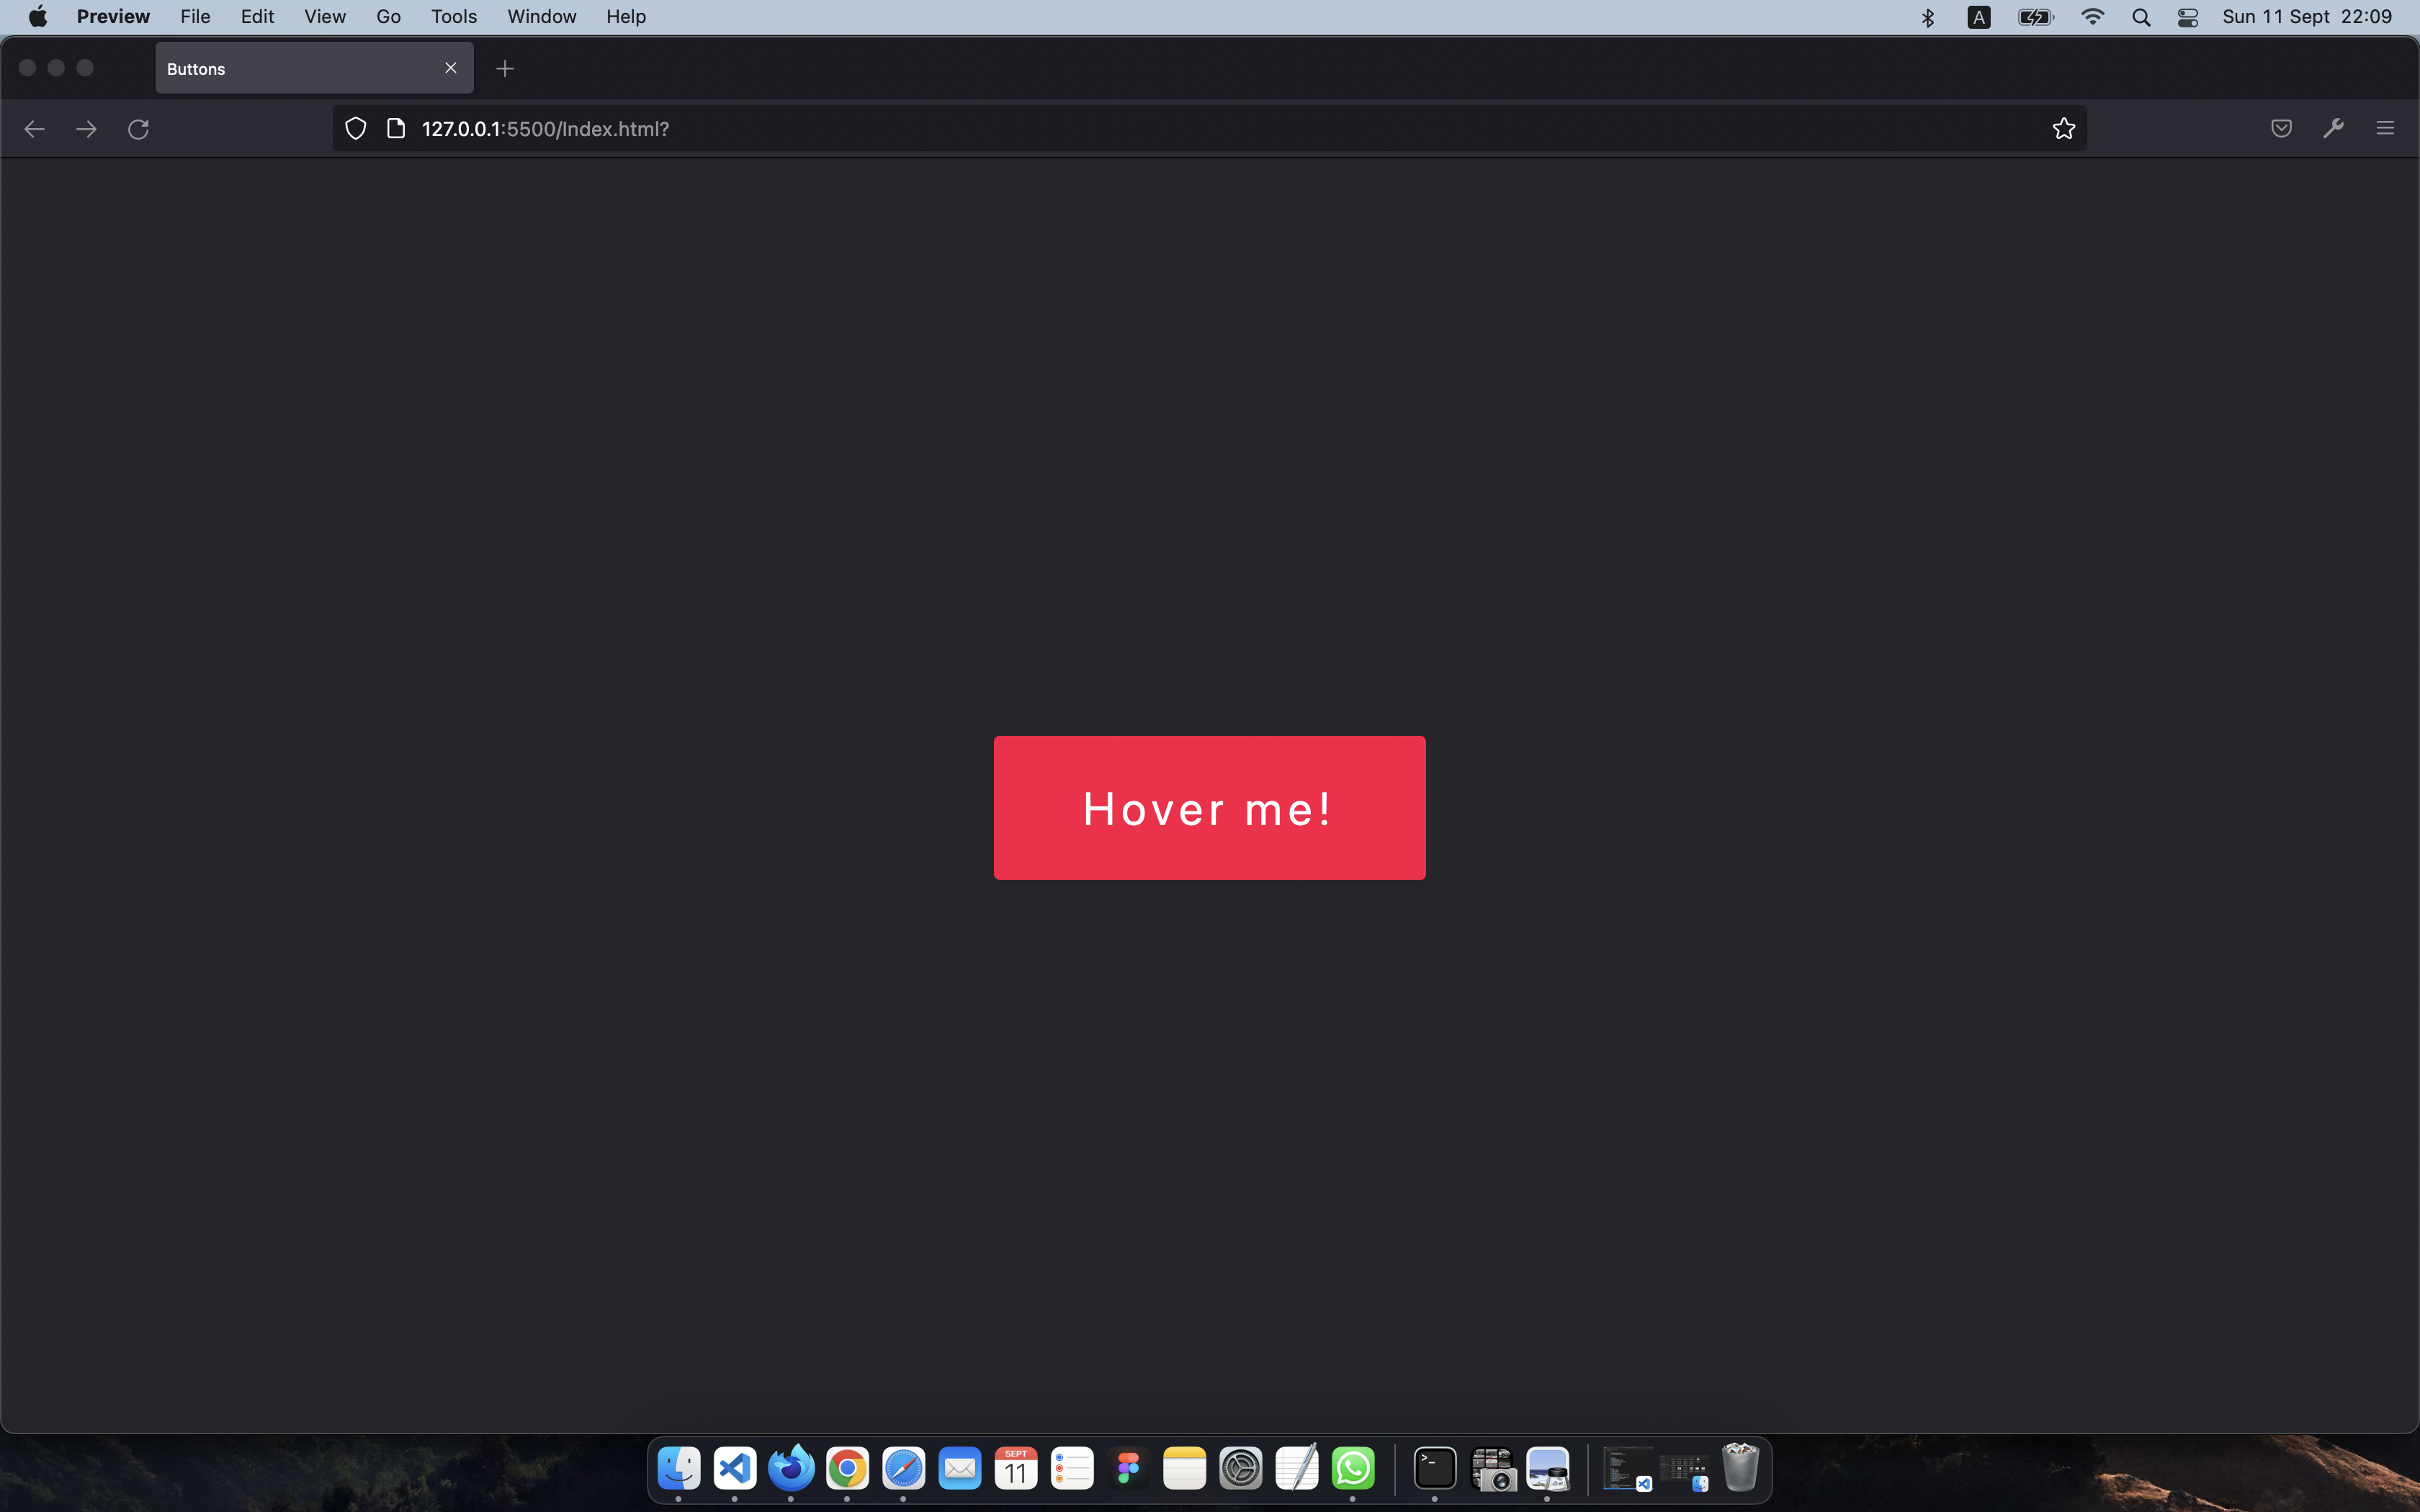 Preview File Edit View Go Tools Window Help A Sun 11 Sept 22:09
Buttons
127.0.0.1:5500/Index.html?
Hover me!
SEPT
11
>_